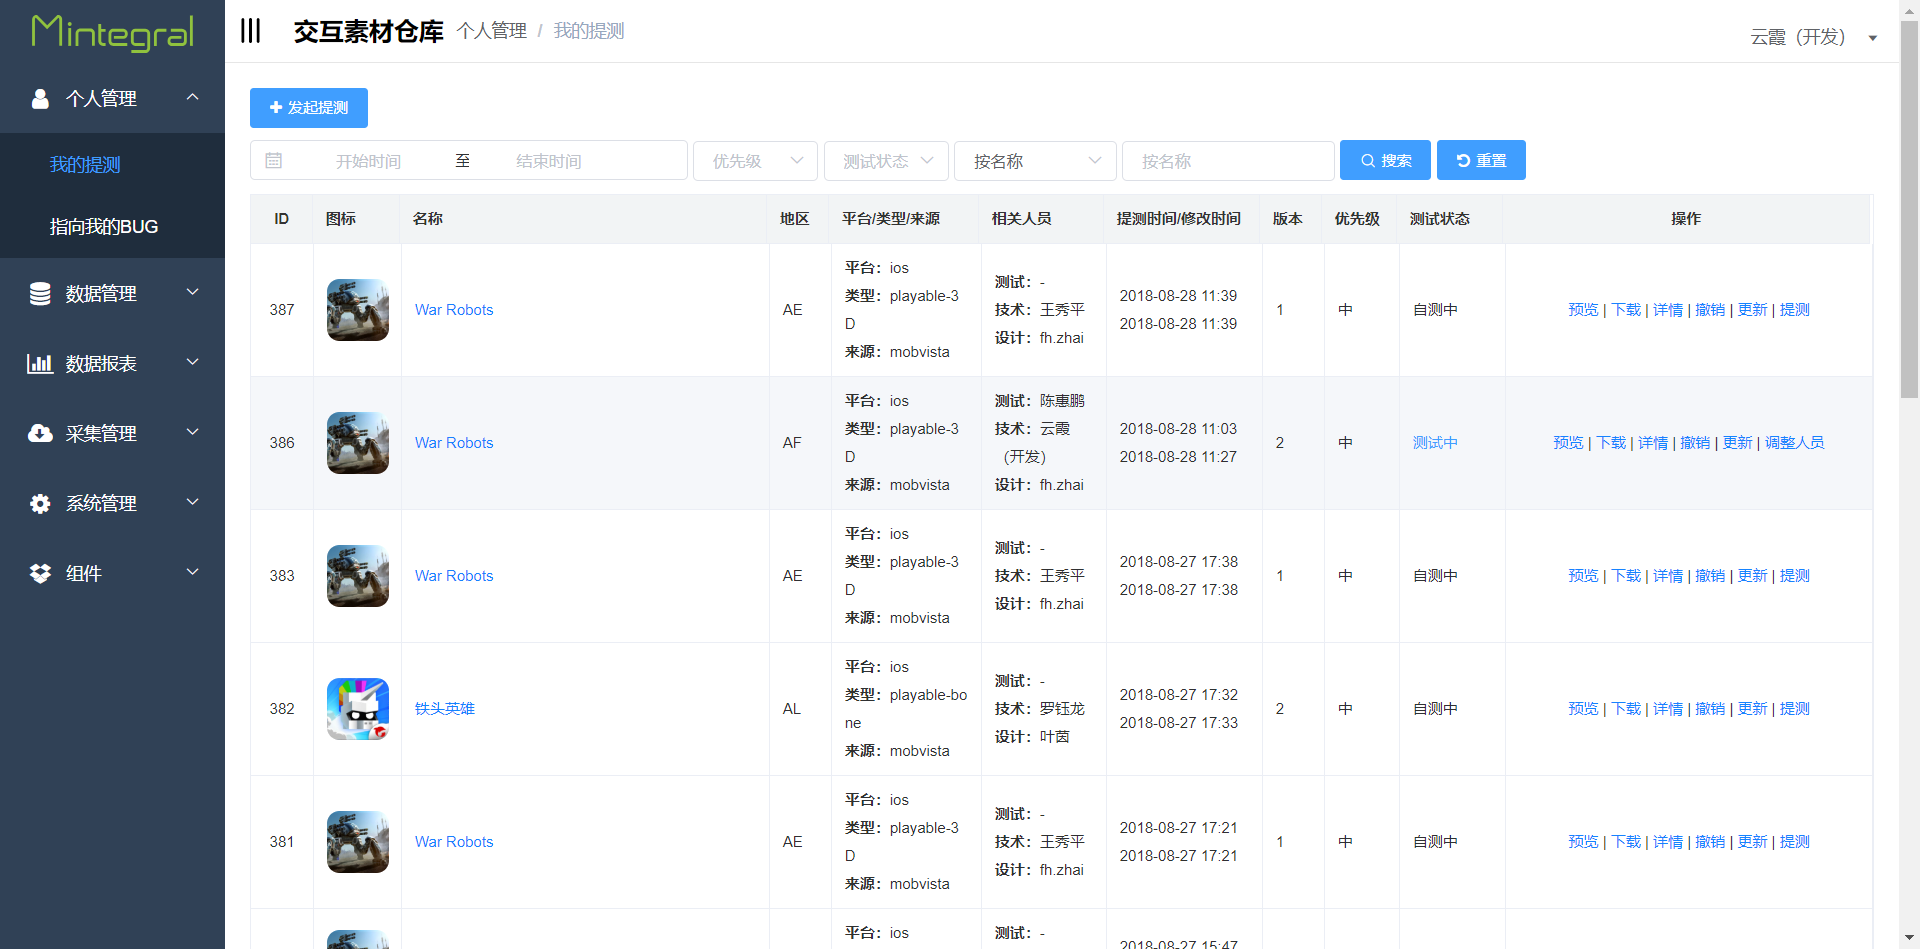 Mintegral
交互素材仓库 个人管理 / 我的提测
云霞（开发）
个人管理
我的提测
指向我的BUG
数据管理
数据报表
采集管理
系统管理
组件
发起提测
开始时间 至 结束时间 优先级 测试状态 按名称 按名称 搜索 重置
ID 图标 名称 地区 平台/类型/来源 相关人员 提测时间/修改时间 版本 优先级 测试状态 操作
387
War Robots
AE
平台：ios
类型：playable-3
D
来源：mobvista
测试：-
技术：王秀平
设计：fh.zhai
2018-08-28 11:39
2018-08-28 11:39
1
中
自测中
预览 | 下载 | 详情 | 撤销 | 更新 | 提测
386
War Robots
AF
平台：ios
类型：playable-3
D
来源：mobvista
测试：陈惠鹏
技术：云霞
（开发）
设计：fh.zhai
2018-08-28 11:03
2018-08-28 11:27
2
中
测试中
预览 | 下载 | 详情 | 撤销 | 更新 | 调整人员
383
War Robots
AE
平台：ios
类型：playable-3
D
来源：mobvista
测试：-
技术：王秀平
设计：fh.zhai
2018-08-27 17:38
2018-08-27 17:38
1
中
自测中
预览 | 下载 | 详情 | 撤销 | 更新 | 提测
382
铁头英雄
AL
平台：ios
类型：playable-bo
ne
来源：mobvista
测试：-
技术：罗钰龙
设计：叶茵
2018-08-27 17:32
2018-08-27 17:33
2
中
自测中
预览 | 下载 | 详情 | 撤销 | 更新 | 提测
381
War Robots
AE
平台：ios
类型：playable-3
D
来源：mobvista
测试：-
技术：王秀平
设计：fh.zhai
2018-08-27 17:21
2018-08-27 17:21
1
中
自测中
预览 | 下载 | 详情 | 撤销 | 更新 | 提测
平台：ios
测试：-
2018-08-27 15:47